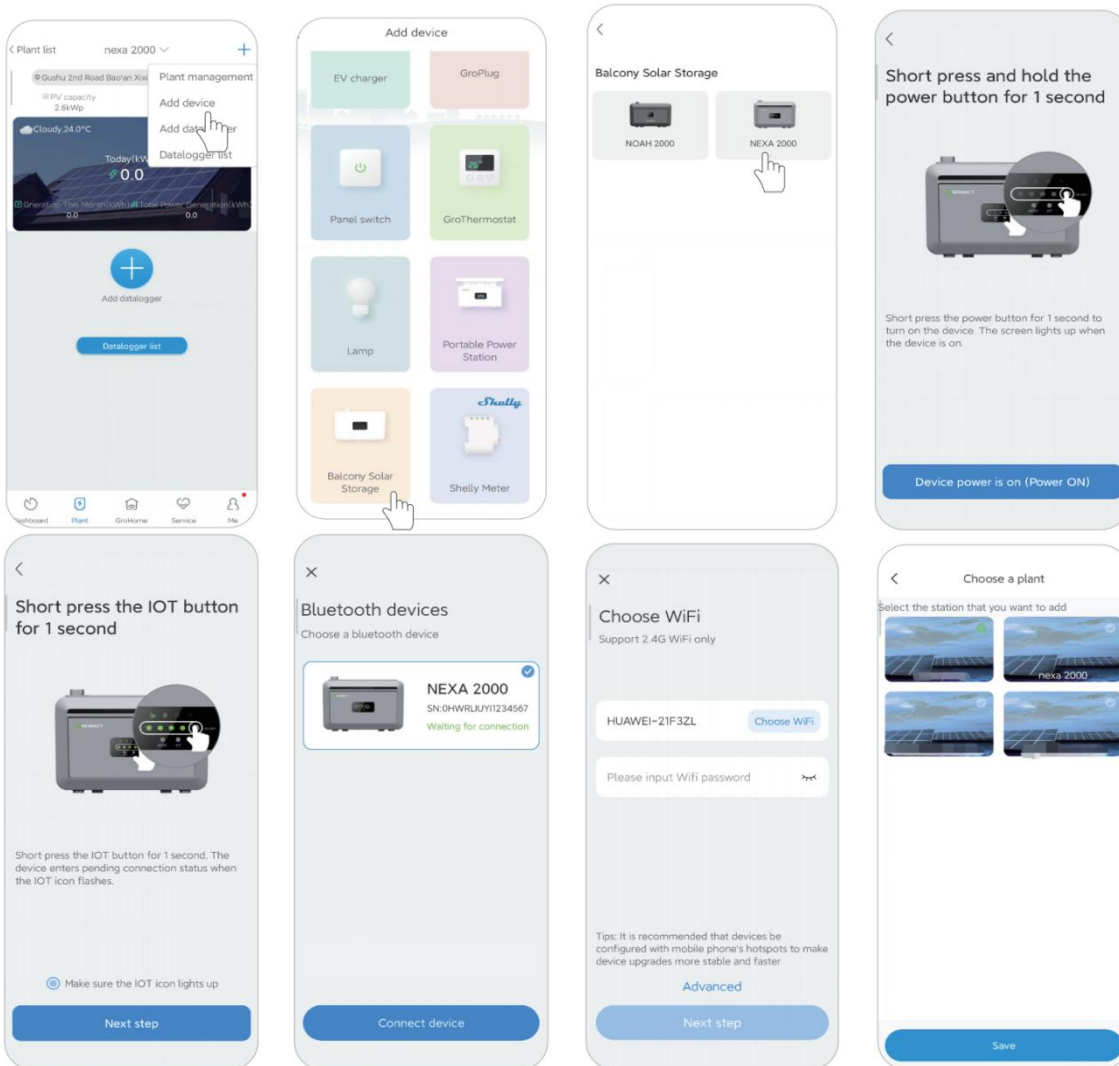 Plant list
nexa 2000
Gushu 2nd Road Bao'an Xixi
PV capacity
2.6kWp
Plant management
Add device
Add datalogger
Datalogger list
Cloudy,24.0°C
Today(kW
0.0
This Month(kWh)
Total Power Generation(kWh)
0.0
0.0
Add datalogger
Datalogger list
Dashboard
Plant
GroHome
Service
Me
Add device
EV charger
GroPlug
Panel switch
GroThermostat
Lamp
Portable Power
Station
Balcony Solar
Storage
Shelly
Shelly Meter
Balcony Solar Storage
NOAH 2000
NEXA 2000
Short press and hold the
power button for 1 second
Short press the power button for 1 second to
turn on the device. The screen lights up when
the device is on.
Device power is on (Power ON)
Short press the IOT button
for 1 second
Short press the IOT button for 1 second. The
device enters pending connection status when
the IOT icon flashes.
Make sure the IOT icon lights up
Next step
Bluetooth devices
Choose a bluetooth device
NEXA 2000
SN:0HWRLIUYI1234567
Waiting for connection
Connect device
Choose WiFi
Support 2.4G WiFi only
HUAWEI-21F3ZL
Choose WiFi
Please input Wifi password
Tips: It is recommended that devices be
configured with mobile phone's hotspots to make
device upgrades more stable and faster
Advanced
Next step
Choose a plant
Select the station that you want to add
nexa 2000
Save